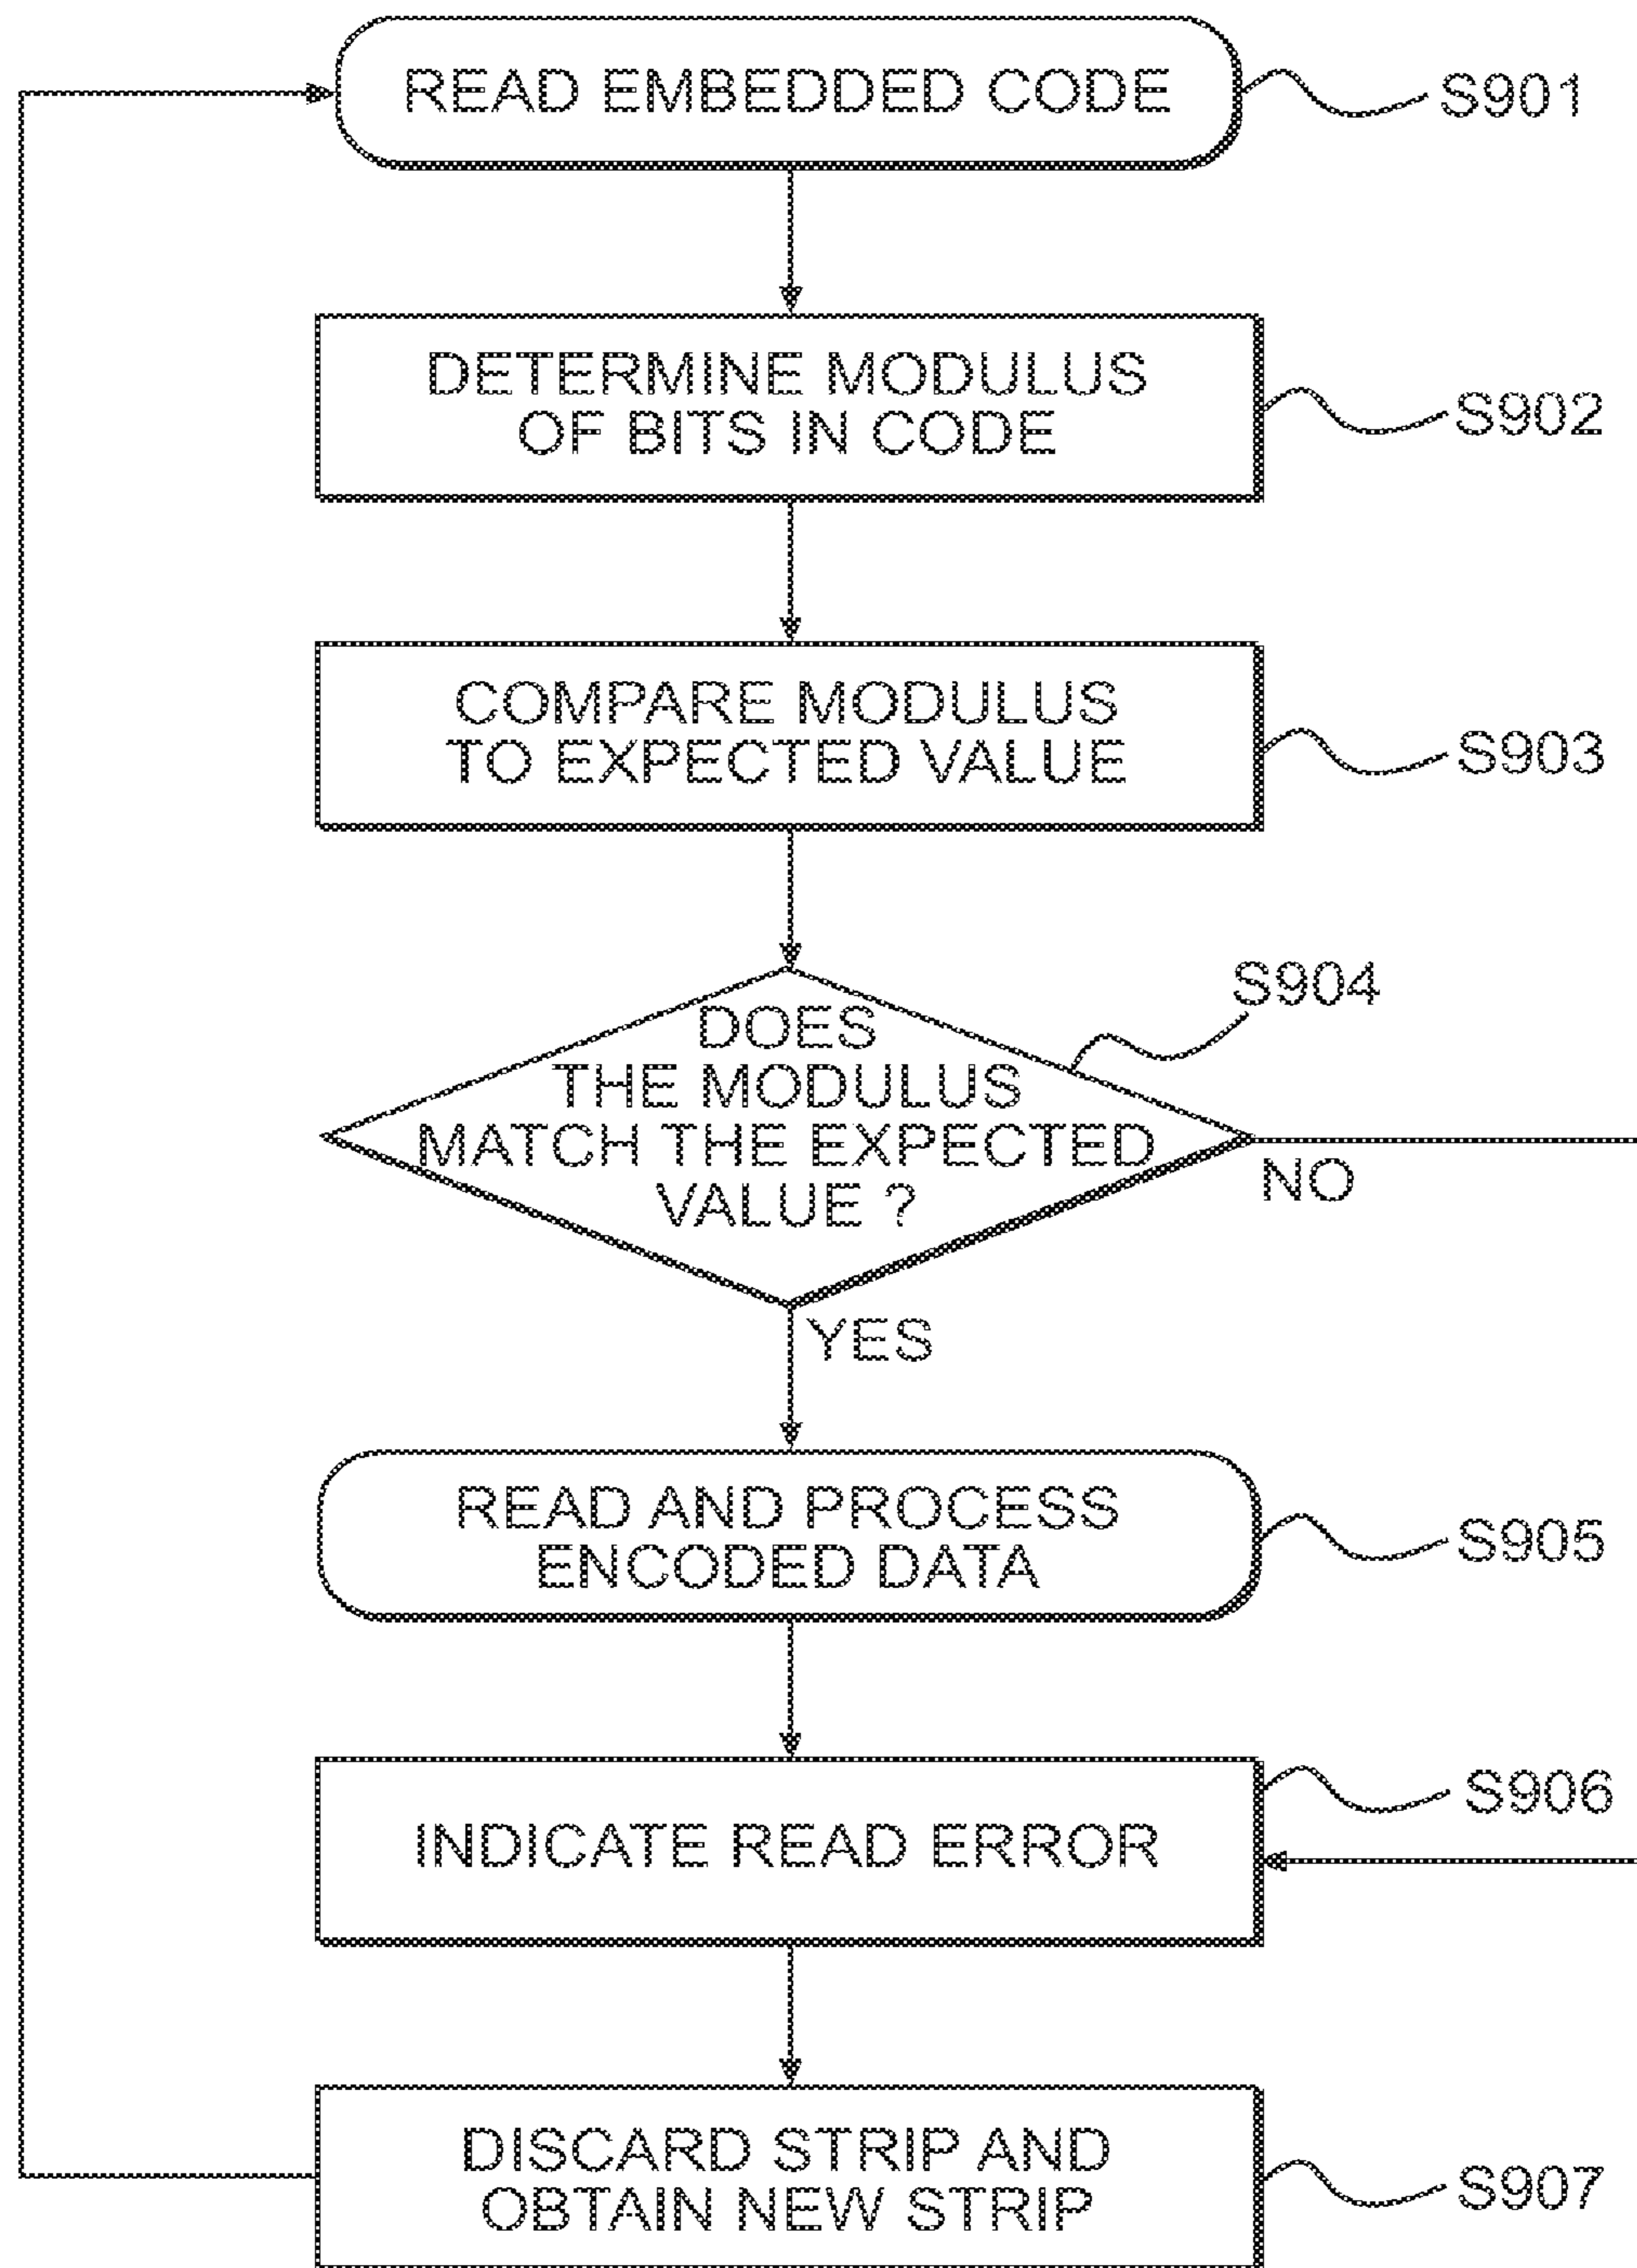 READ EMBEDDED CODE
S901
DETERMINE MODULUS
OF BITS IN CODE
S902
COMPARE MODULUS
TO EXPECTED VALUE
S903
S904
DOES
THE MODULUS
MATCH THE EXPECTED
VALUE ?
NO
YES
READ AND PROCESS
ENCODED DATA
S905
INDICATE READ ERROR
S906
DISCARD STRIP AND
OBTAIN NEW STRIP
S907